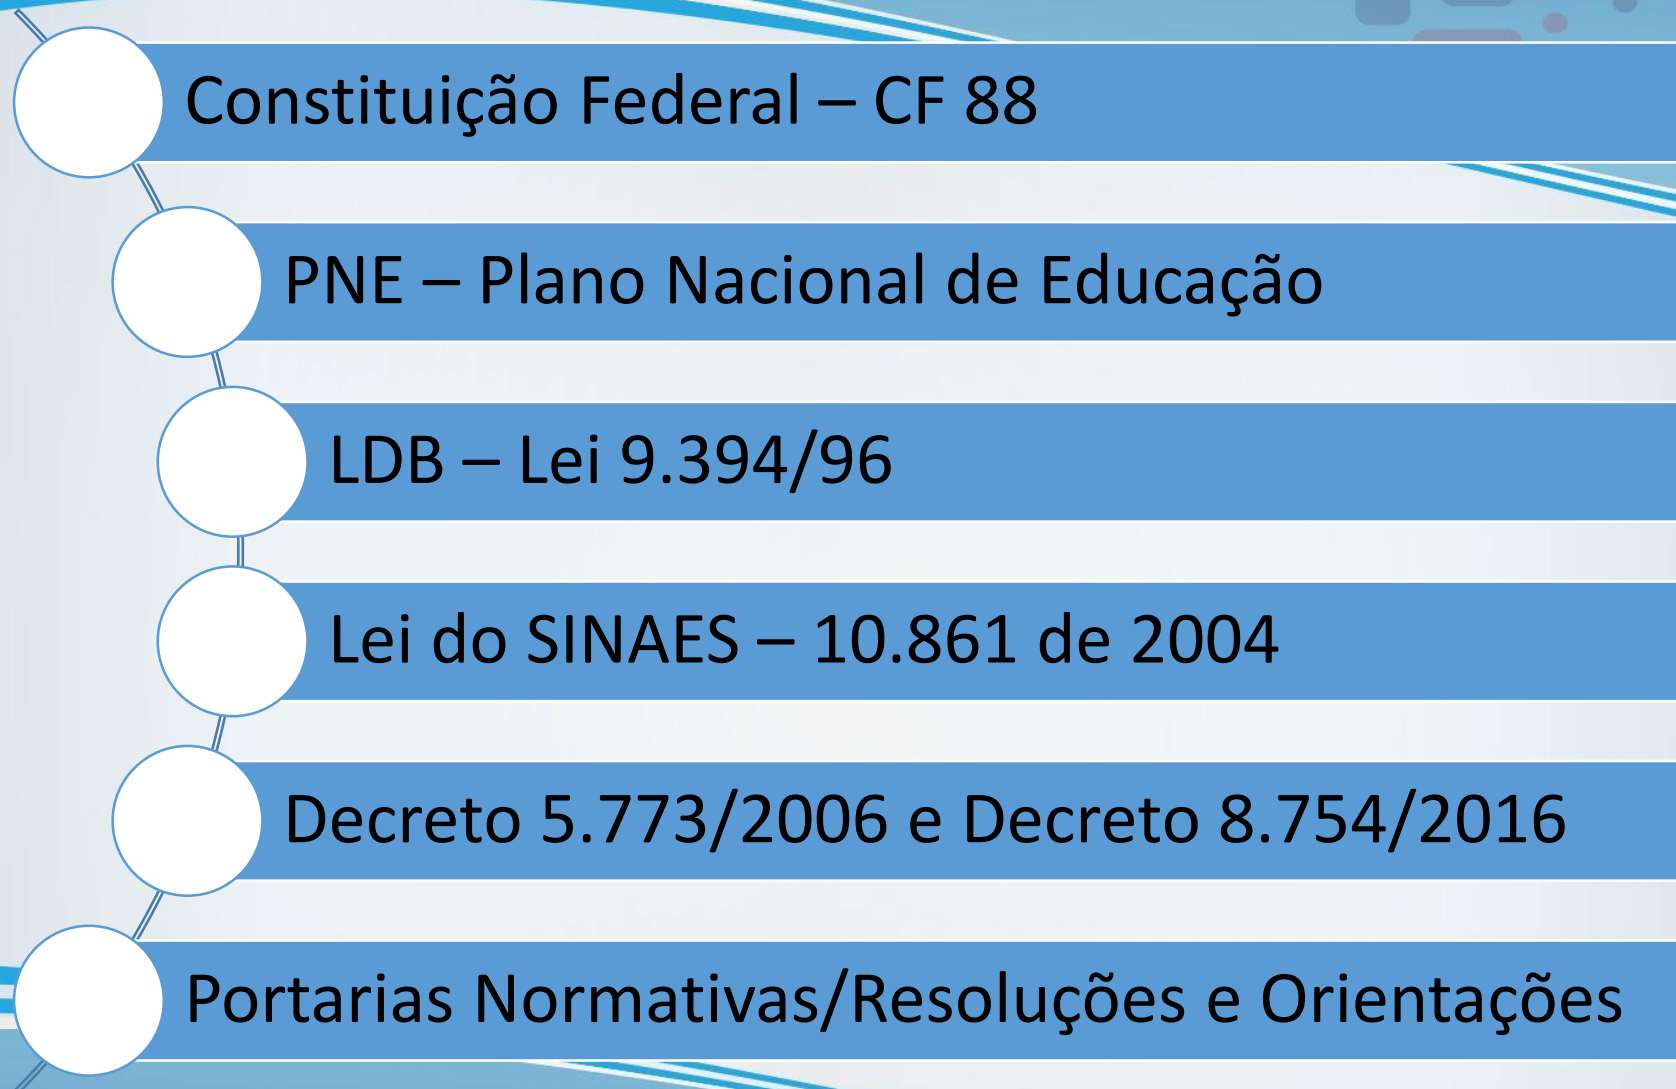 Constituição Federal – CF 88
PNE – Plano Nacional de Educação
LDB – Lei 9.394/96
Lei do SINAES – 10.861 de 2004
Decreto 5.773/2006 e Decreto 8.754/2016
Portarias Normativas/Resoluções e Orientações